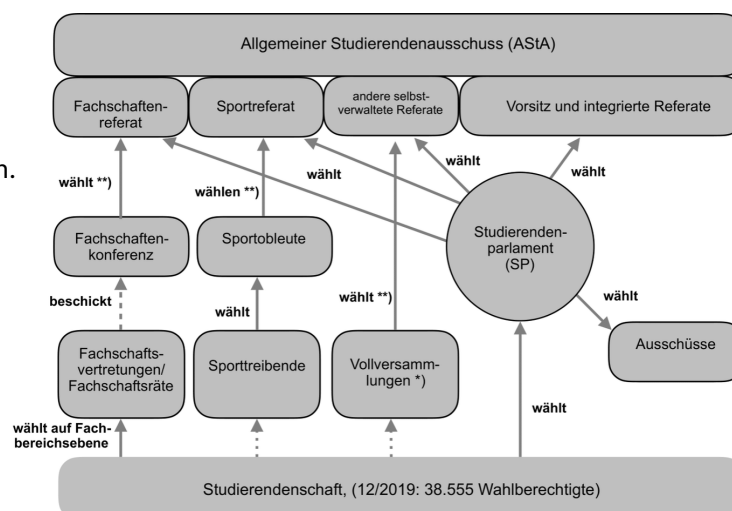 Allgemeiner Studierendenausschuss (AStA)
Fachschaften-
referat
Sportreferat
andere selbst-
verwaltete Referate
Vorsitz und integrierte Referate
n.
wählt **)
wählen **)
wählt
wählt
wählt
Fachschaften-
konferenz
Sportobleute
Studierenden-
parlament
(SP)
beschickt
wählt
wählt **)
wählt
Fachschafts-
vertretungen/
Fachschaftsräte
Sporttreibende
Vollversamm-
lungen *)
Ausschüsse
wählt auf Fach-
bereichsebene
wählt
Studierendenschaft, (12/2019: 38.555 Wahlberechtigte)